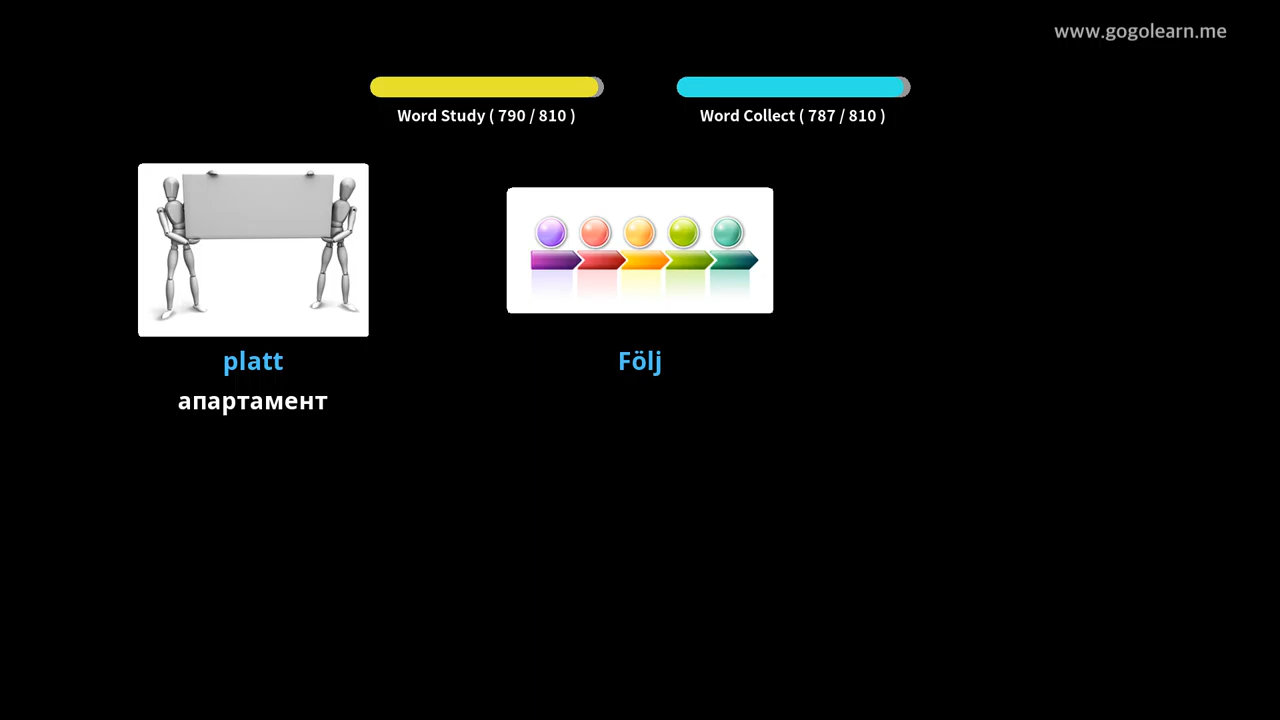 www.gogolearn.me
Word Study ( 790 / 810 )
Word Collect ( 787 / 810 )
platt
апартамент
Följ